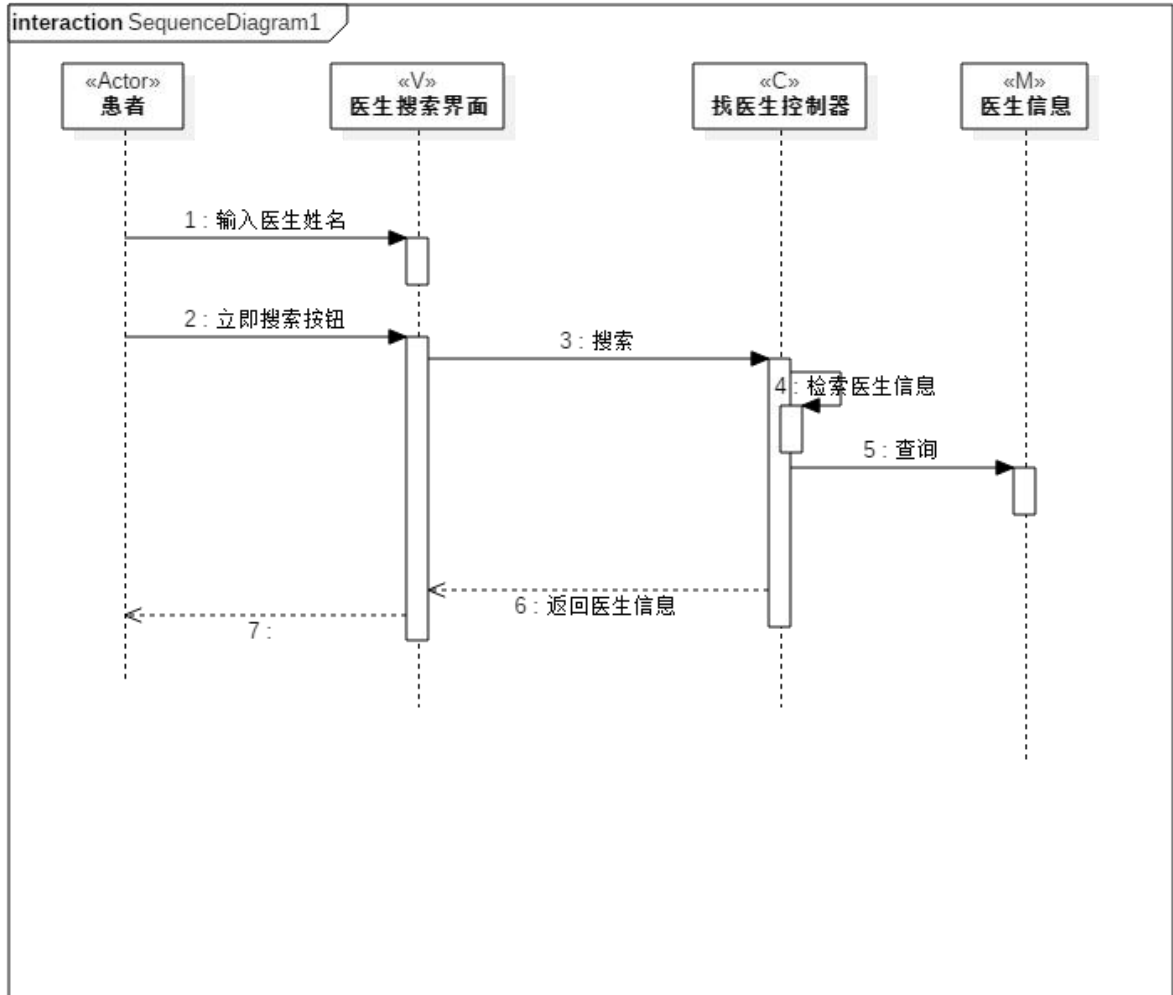 interaction SequenceDiagram1
«Actor»
患者
«V»
医生搜索界面
«C»
找医生控制器
«M»
医生信息
1 : 输入医生姓名
2 : 立即搜索按钮
3 : 搜索
4 : 检索医生信息
5 : 查询
6 : 返回医生信息
7 :